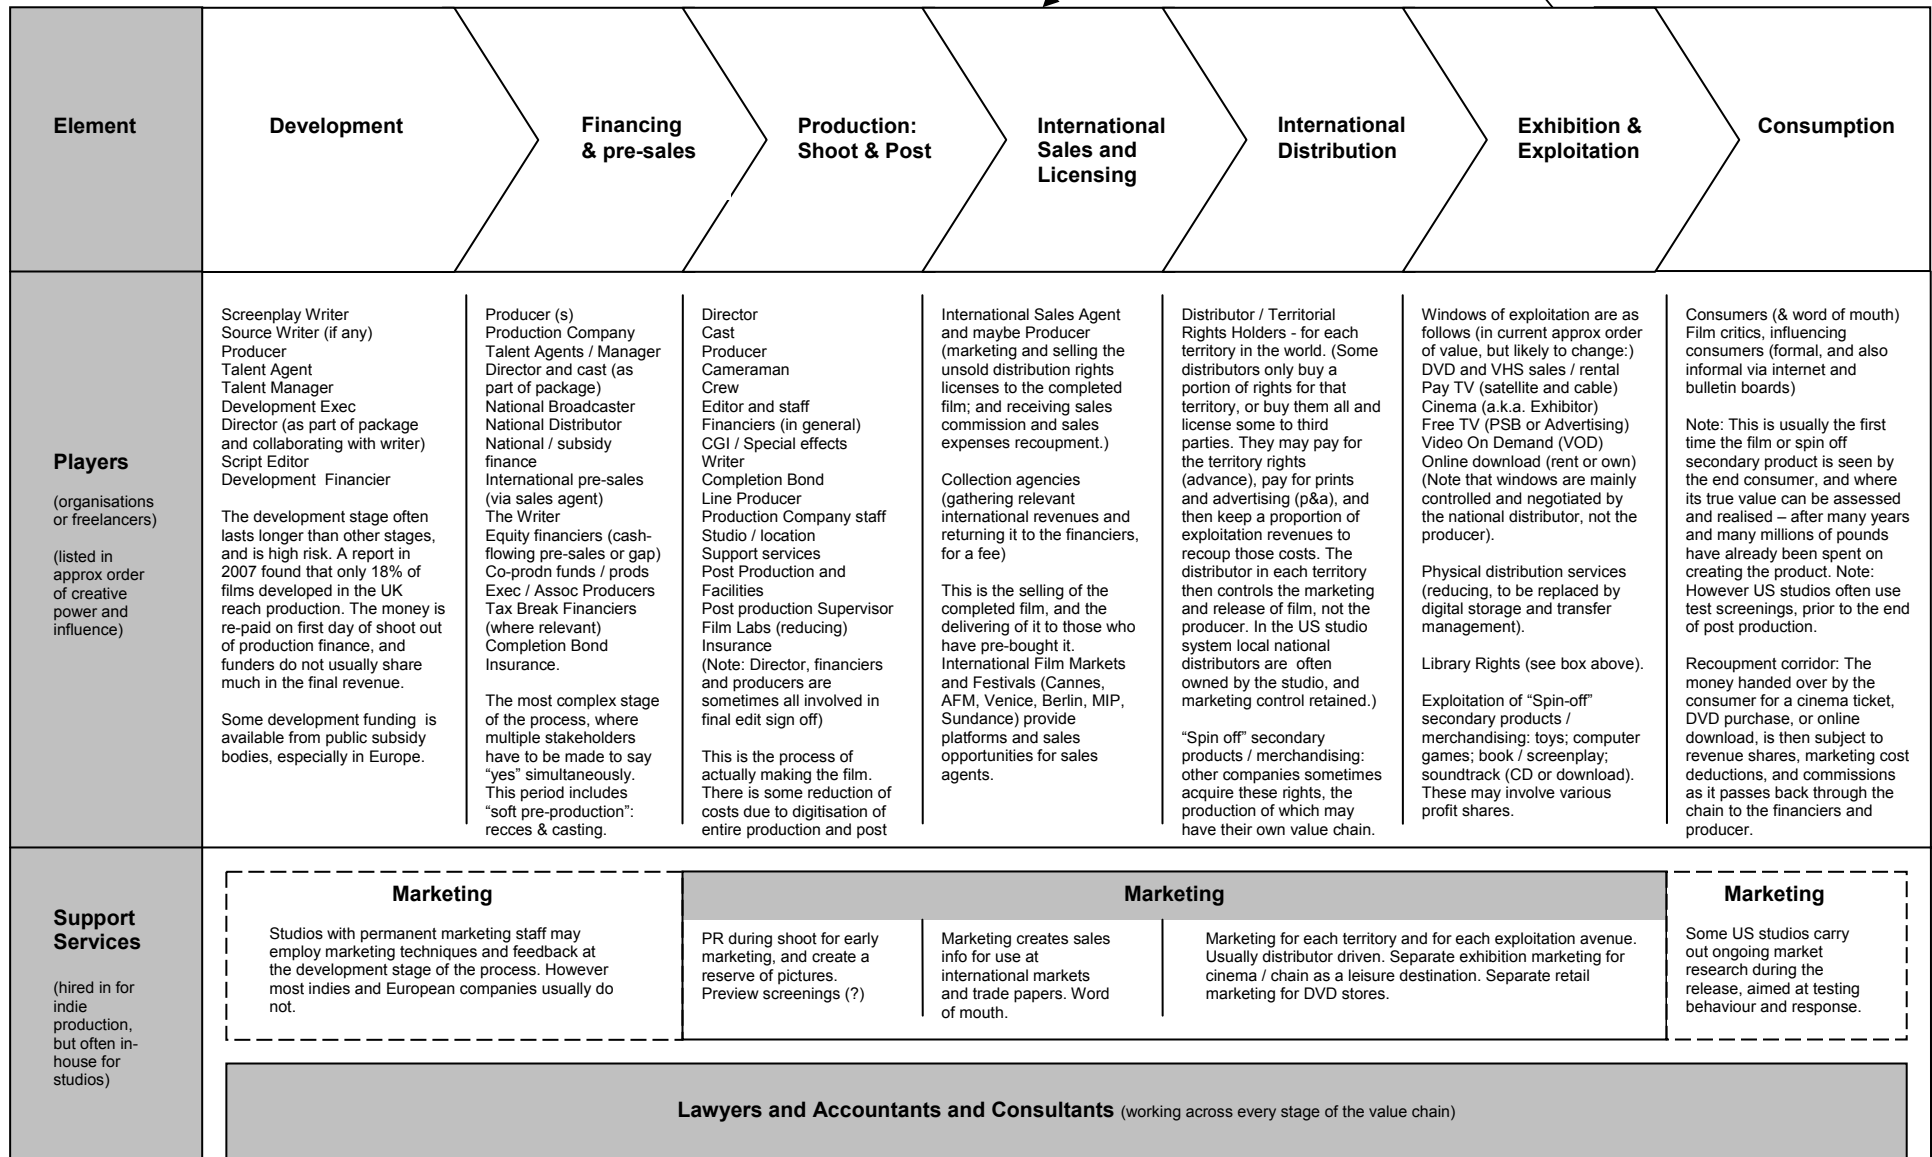 Element
Development
Financing
& pre-sales
Production:
Shoot & Post
International
Sales and
Licensing
International
Distribution
Exhibition &
Exploitation
Consumption
Players
(organisations
or freelancers)
(listed in
approx order
of creative
power and
influence)
Screenplay Writer
Source Writer (if any)
Producer
Talent Agent
Talent Manager
Development Exec
Director (as part of package
and collaborating with writer)
Script Editor
Development  Financier
The development stage often
lasts longer than other stages,
and is high risk. A report in
2007 found that only 18% of
films developed in the UK
reach production. The money is
re-paid on first day of shoot out
of production finance, and
funders do not usually share
much in the final revenue.
Some development funding  is
available from public subsidy
bodies, especially in Europe.
Producer (s)
Production Company
Talent Agents / Manager
Director and cast (as
part of package)
National Broadcaster
National Distributor
National / subsidy
finance
International pre-sales
(via sales agent)
The Writer
Equity financiers (cash-
flowing pre-sales or gap)
Co-prodn funds / prods
Exec / Assoc Producers
Tax Break Financiers
(where relevant)
Completion Bond
Insurance.
The most complex stage
of the process, where
multiple stakeholders
have to be made to say
“yes” simultaneously.
This period includes
“soft pre-production”:
recces & casting.
Director
Cast
Producer
Cameraman
Crew
Editor and staff
Financiers (in general)
CGI / Special effects
Writer
Completion Bond
Line Producer
Production Company staff
Studio / location
Support services
Post Production and
Facilities
Post production Supervisor
Film Labs (reducing)
Insurance
(Note: Director, financiers
and producers are
sometimes all involved in
final edit sign off)
This is the process of
actually making the film.
There is some reduction of
costs due to digitisation of
entire production and post
International Sales Agent
and maybe Producer
(marketing and selling the
unsold distribution rights
licenses to the completed
film; and receiving sales
commission and sales
expenses recoupment.)
Collection agencies
(gathering relevant
international revenues and
returning it to the financiers,
for a fee)
This is the selling of the
completed film, and the
delivering of it to those who
have pre-bought it.
International Film Markets
and Festivals (Cannes,
AFM, Venice, Berlin, MIP,
Sundance) provide
platforms and sales
opportunities for sales
agents.
Distributor / Territorial
Rights Holders - for each
territory in the world. (Some
distributors only buy a
portion of rights for that
territory, or buy them all and
license some to third
parties. They may pay for
the territory rights
(advance), pay for prints
and advertising (p&a), and
then keep a proportion of
exploitation revenues to
recoup those costs. The
distributor in each territory
then controls the marketing
and release of film, not the
producer. In the US studio
system local national
distributors are  often
owned by the studio, and
marketing control retained.)
“Spin off” secondary
products / merchandising:
other companies sometimes
acquire these rights, the
production of which may
have their own value chain.
Windows of exploitation are as
follows (in current approx order
of value, but likely to change:)
DVD and VHS sales / rental
Pay TV (satellite and cable)
Cinema (a.k.a. Exhibitor)
Free TV (PSB or Advertising)
Video On Demand (VOD)
Online download (rent or own)
(Note that windows are mainly
controlled and negotiated by
the national distributor, not the
producer).
Physical distribution services
(reducing, to be replaced by
digital storage and transfer
management).
Library Rights (see box above).
Exploitation of “Spin-off”
secondary products /
merchandising: toys; computer
games; book / screenplay;
soundtrack (CD or download).
These may involve various
profit shares.
Consumers (& word of mouth)
Film critics, influencing
consumers (formal, and also
informal via internet and
bulletin boards)
Note: This is usually the first
time the film or spin off
secondary product is seen by
the end consumer, and where
its true value can be assessed
and realised – after many years
and many millions of pounds
have already been spent on
creating the product. Note:
However US studios often use
test screenings, prior to the end
of post production.
Recoupment corridor: The
money handed over by the
consumer for a cinema ticket,
DVD purchase, or online
download, is then subject to
revenue shares, marketing cost
deductions, and commissions
as it passes back through the
chain to the financiers and
producer.
Support
Services
(hired in for
indie
production,
but often in-
house for
studios)
Marketing
Studios with permanent marketing staff may
employ marketing techniques and feedback at
the development stage of the process. However
most indies and European companies usually do
not.
Marketing
PR during shoot for early
marketing, and create a
reserve of pictures.
Preview screenings (?)
Marketing creates sales
info for use at
international markets
and trade papers. Word
of mouth.
Marketing for each territory and for each exploitation avenue.
Usually distributor driven. Separate exhibition marketing for
cinema / chain as a leisure destination. Separate retail
marketing for DVD stores.
Marketing
Some US studios carry
out ongoing market
research during the
release, aimed at testing
behaviour and response.
Lawyers and Accountants and Consultants (working across every stage of the value chain)